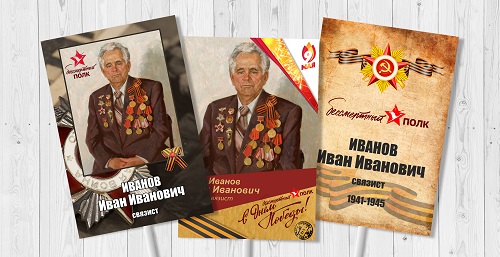 бессмертный
ПОЛК
ИВАНОВ
Иван Иванович
связист
Иванов
Иванович
связист
бессмертный ПОЛК
с Днём
Победы!
бессмертный ПОЛК
ИВАНОВ
Иван Иванович
связист
1941-1945